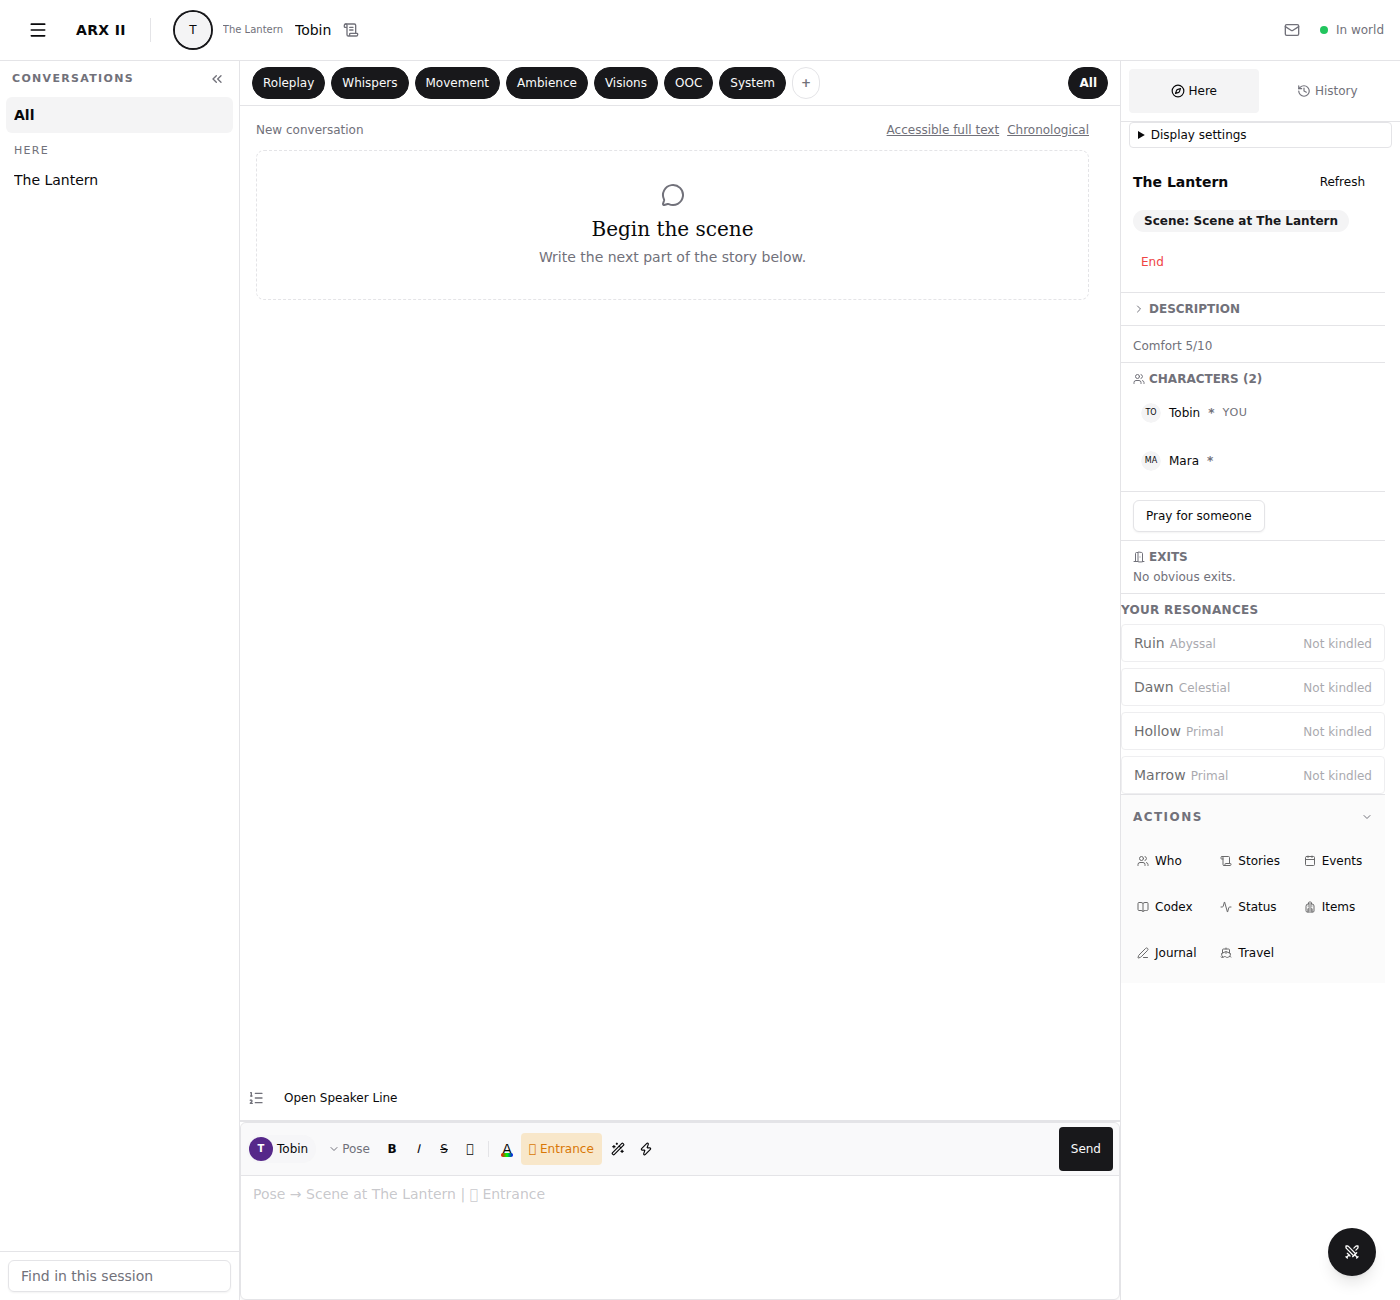 ARX II
T
The Lantern
Tobin
In world
CONVERSATIONS
All
HERE
The Lantern
Find in this session
Roleplay
Whispers
Movement
Ambience
Visions
OOC
System
+
All
New conversation
Accessible full text
Chronological
Begin the scene
Write the next part of the story below.
Open Speaker Line
T
Tobin
Pose
B
I
S
A
Entrance
Send
Pose → Scene at The Lantern | Entrance
Here
History
Display settings
The Lantern
Refresh
Scene: Scene at The Lantern
End
DESCRIPTION
Comfort 5/10
CHARACTERS (2)
TO
Tobin * YOU
MA
Mara *
Pray for someone
EXITS
No obvious exits.
YOUR RESONANCES
Ruin Abyssal Not kindled
Dawn Celestial Not kindled
Hollow Primal Not kindled
Marrow Primal Not kindled
ACTIONS
Who
Stories
Events
Codex
Status
Items
Journal
Travel